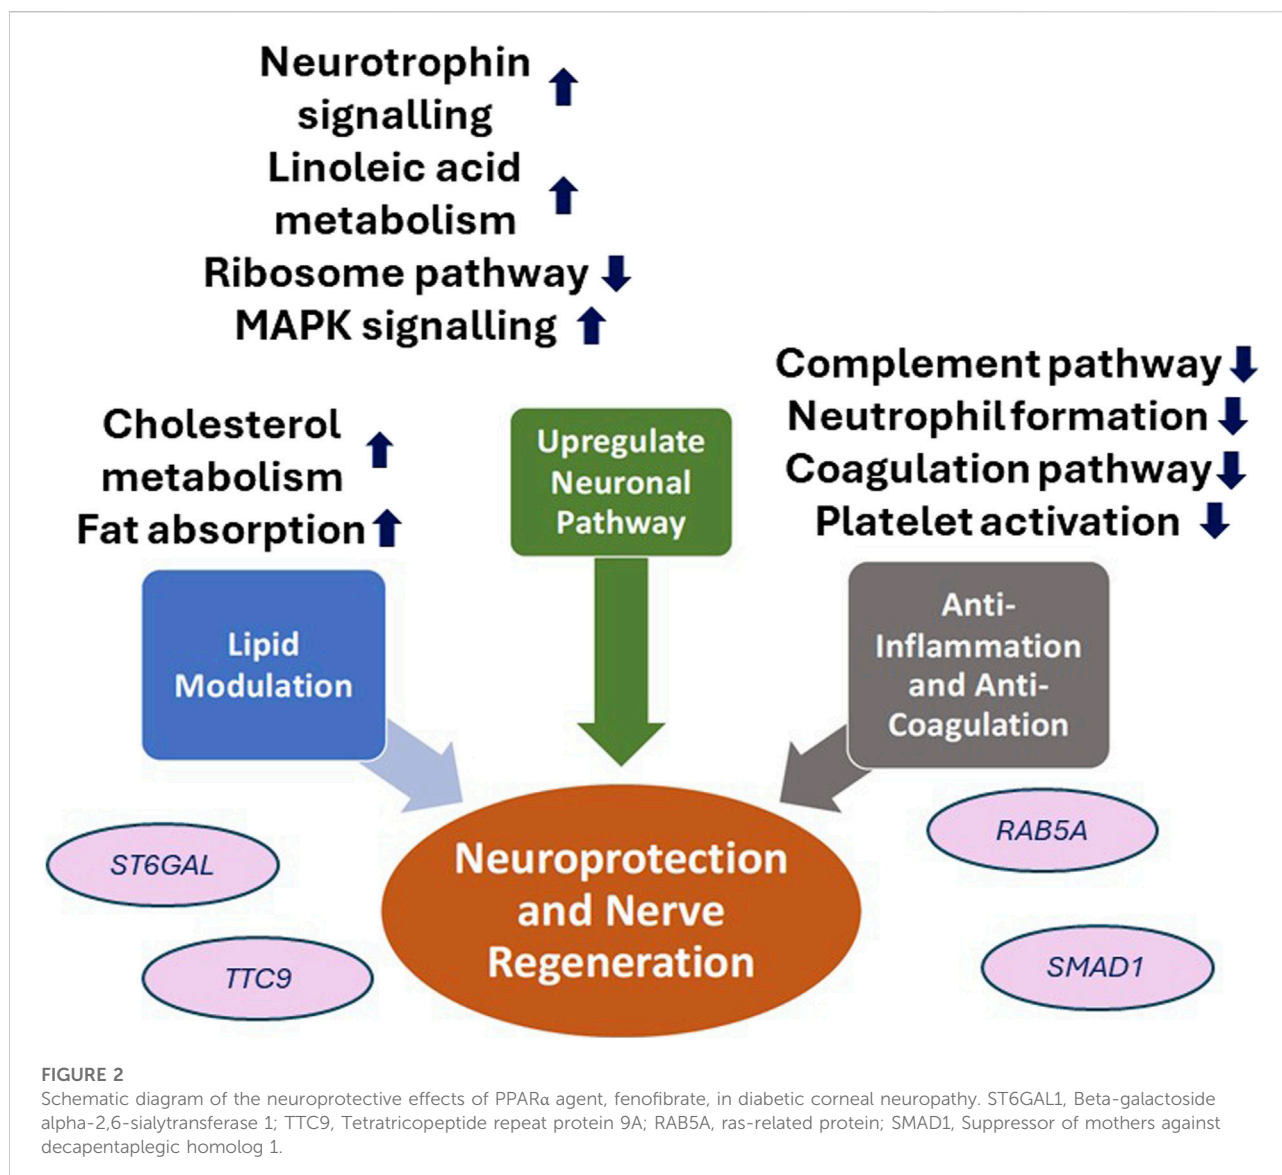 Neurotrophin
signalling
Linoleic acid
metabolism
Ribosome pathway
MAPK signalling
Cholesterol
metabolism
Fat absorption
Upregulate
Neuronal
Pathway
Complement pathway
Neutrophil formation
Coagulation pathway
Platelet activation
Lipid
Modulation
Anti-
Inflammation
and Anti-
Coagulation
Neuroprotection
and Nerve
Regeneration
ST6GAL
TTC9
RAB5A
SMAD1
FIGURE 2
Schematic diagram of the neuroprotective effects of PPARα agent, fenofibrate, in diabetic corneal neuropathy. ST6GAL1, Beta-galactoside
alpha-2,6-sialytransferase 1; TTC9, Tetratricopeptide repeat protein 9A; RAB5A, ras-related protein; SMAD1, Suppressor of mothers against
decapentaplegic homolog 1.